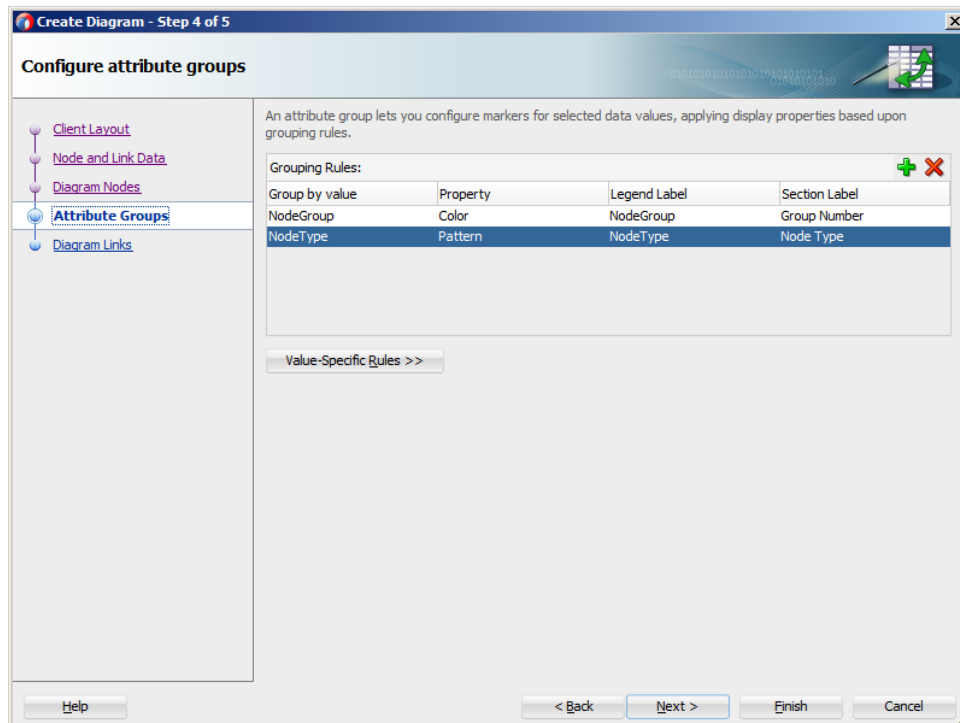 Create Diagram - Step 4 of 5
Configure attribute groups
Client Layout
Node and Link Data
Diagram Nodes
Attribute Groups
Diagram Links
An attribute group lets you configure markers for selected data values, applying display properties based upon
grouping rules.
Grouping Rules:
Group by value Property Legend Label Section Label
NodeGroup Color NodeGroup Group Number
NodeType Pattern NodeType Node Type
Value-Specific Rules >>
Help < Back Next > Finish Cancel